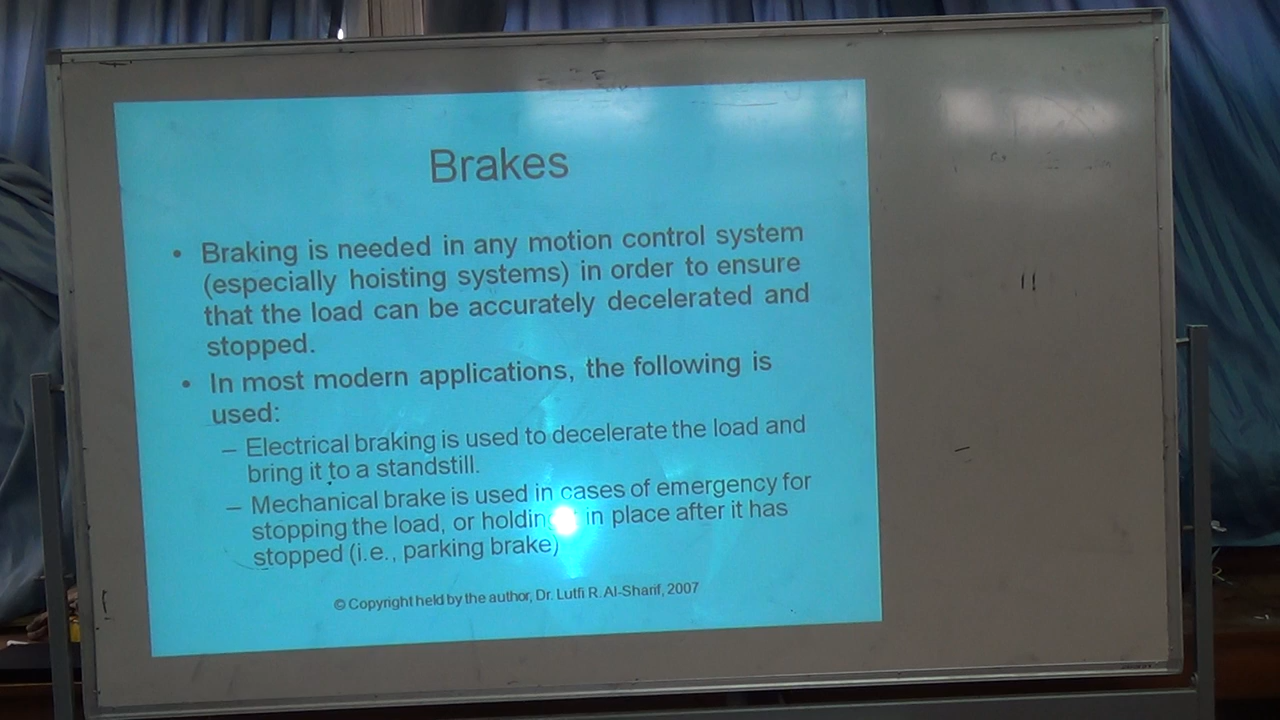 Brakes
• Braking is needed in any motion control system
(especially hoisting systems) in order to ensure
that the load can be accurately decelerated and
stopped.
• In most modern applications, the following is
used:
– Electrical braking is used to decelerate the load and
bring it to a standstill.
– Mechanical brake is used in cases of emergency for
stopping the load, or in place after it has
stopped (i.e., parking brake)
© Copyright held by the author, Dr. Lutfi R. Al-Sharif, 2007